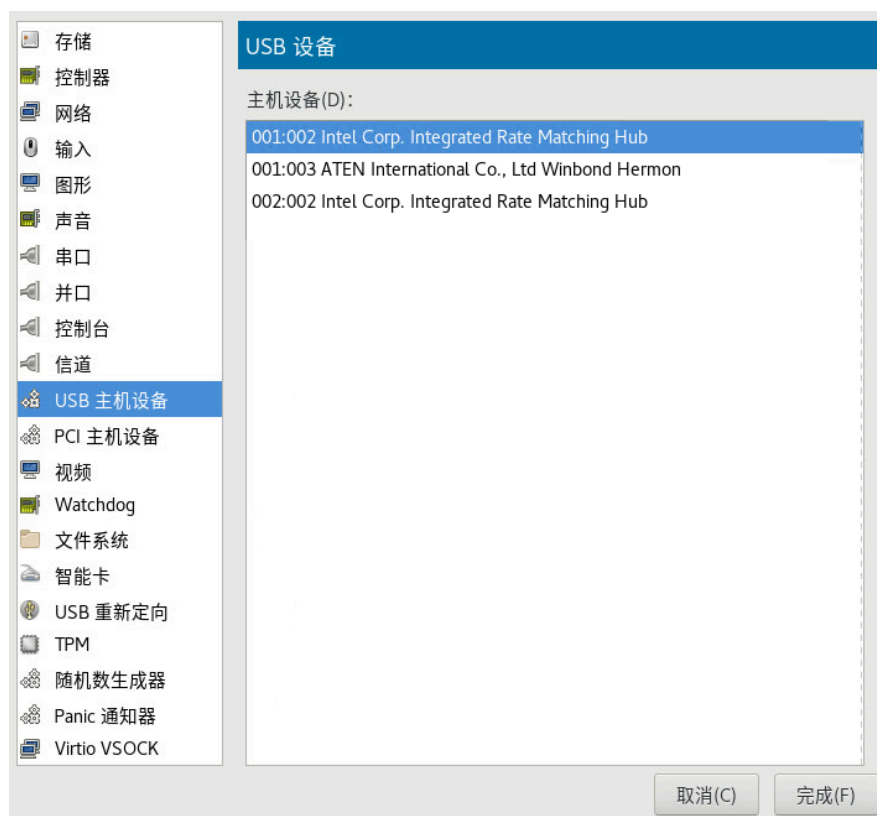 存储
控制器
网络
输入
图形
声音
串口
并口
控制台
信道
USB 主机设备
PCI 主机设备
视频
Watchdog
文件系统
智能卡
USB 重新定向
TPM
随机数生成器
Panic 通知器
Virtio VSOCK
USB 设备
主机设备(D):
001:002 Intel Corp. Integrated Rate Matching Hub
001:003 ATEN International Co., Ltd Winbond Hermon
002:002 Intel Corp. Integrated Rate Matching Hub
取消(C)
完成(F)